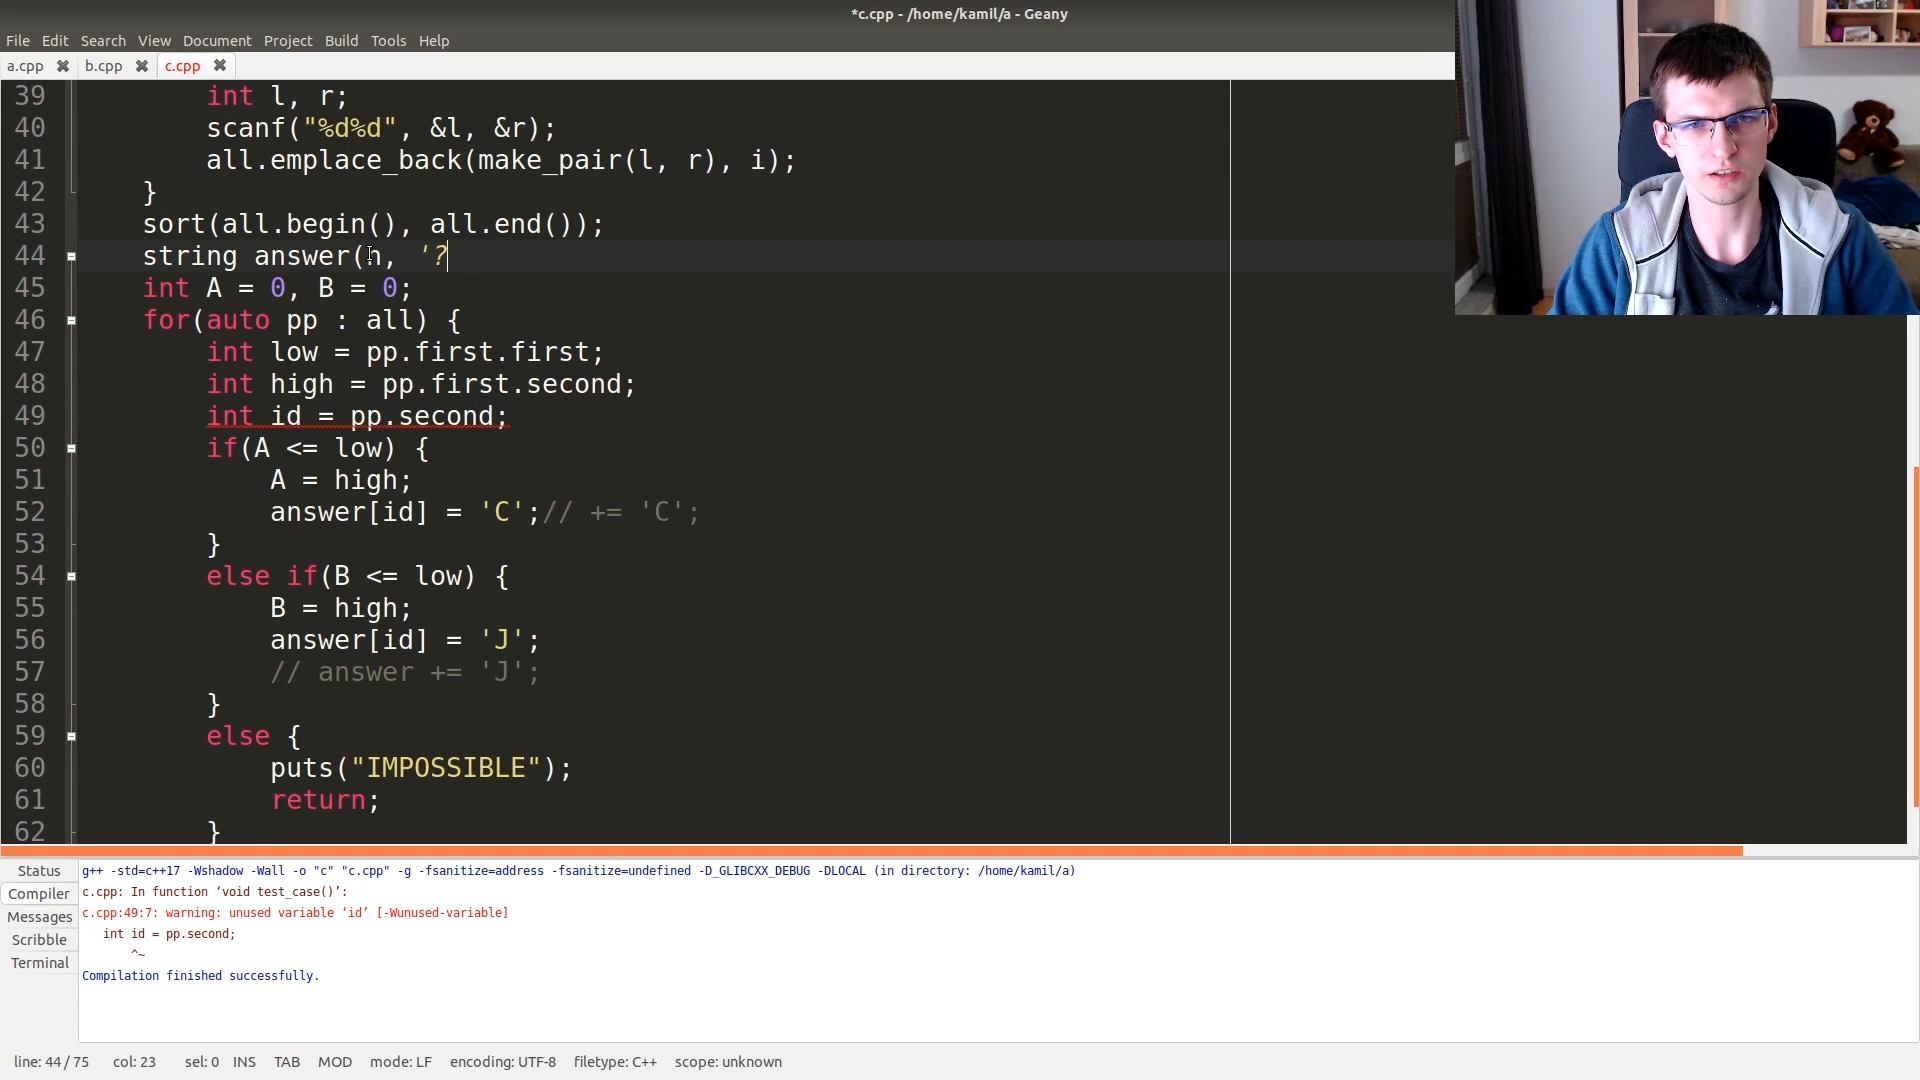 *c.cpp - /home/kamil/a - Geany
File Edit Search View Document Project Build Tools Help
a.cpp b.cpp c.cpp
39 int l, r;
40 scanf("%d%d", &l, &r);
41 all.emplace_back(make_pair(l, r), i);
42 }
43 sort(all.begin(), all.end());
44 string answer(n, '?
45 int A = 0, B = 0;
46 for(auto pp : all) {
47 int low = pp.first.first;
48 int high = pp.first.second;
49 int id = pp.second;
50 if(A <= low) {
51 A = high;
52 answer[id] = 'C';// += 'C';
53 }
54 else if(B <= low) {
55 B = high;
56 answer[id] = 'J';
57 // answer += 'J';
58 }
59 else {
60 puts("IMPOSSIBLE");
61 return;
62 }
Status
Compiler
Messages
Scribble
Terminal
g++ -std=c++17 -Wshadow -Wall -o "c" "c.cpp" -g -fsanitize=address -fsanitize=undefined -D_GLIBCXX_DEBUG -DLOCAL (in directory: /home/kamil/a)
c.cpp: In function ‘void test_case()’:
c.cpp:49:7: warning: unused variable ‘id’ [-Wunused-variable]
int id = pp.second;
^~
Compilation finished successfully.
line: 44 / 75 col: 23 sel: 0 INS TAB MOD mode: LF encoding: UTF-8 filetype: C++ scope: unknown